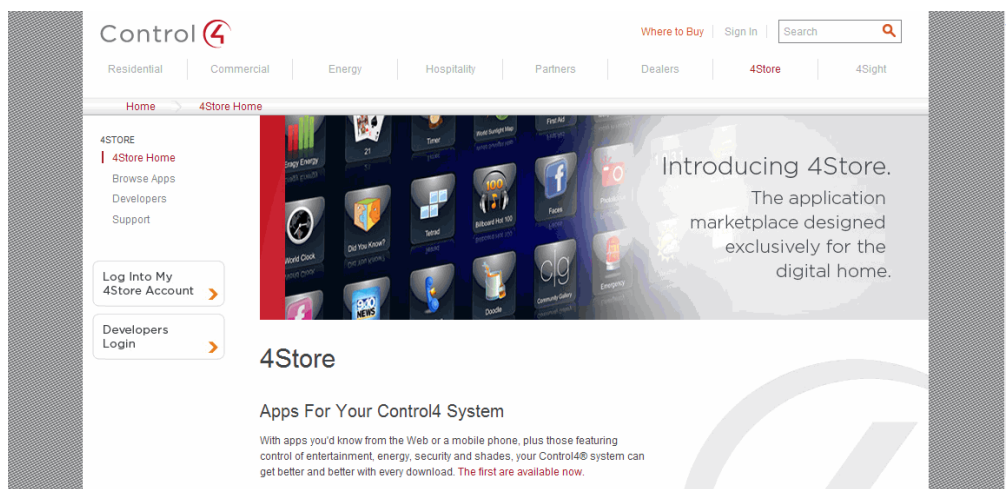 Control 4
Where to Buy
Sign In
Search
Residential
Commercial
Energy
Hospitality
Partners
Dealers
4Store
4Sight
Home
4Store Home
4STORE
4Store Home
Browse Apps
Developers
Support
Log Into My
4Store Account
Developers
Login
21
Timer
World Sunlight Map
First Aid
Energy
World Clock
Did You Know?
Tetrad
100
Billboard Hot 100
Faces
Photos
NEWS
Doodle
c|g
Community Gallery
Emergency
Introducing 4Store.
The application
marketplace designed
exclusively for the
digital home.
4Store
Apps For Your Control4 System
With apps you'd know from the Web or a mobile phone, plus those featuring
control of entertainment, energy, security and shades, your Control4® system can
get better and better with every download. The first are available now.